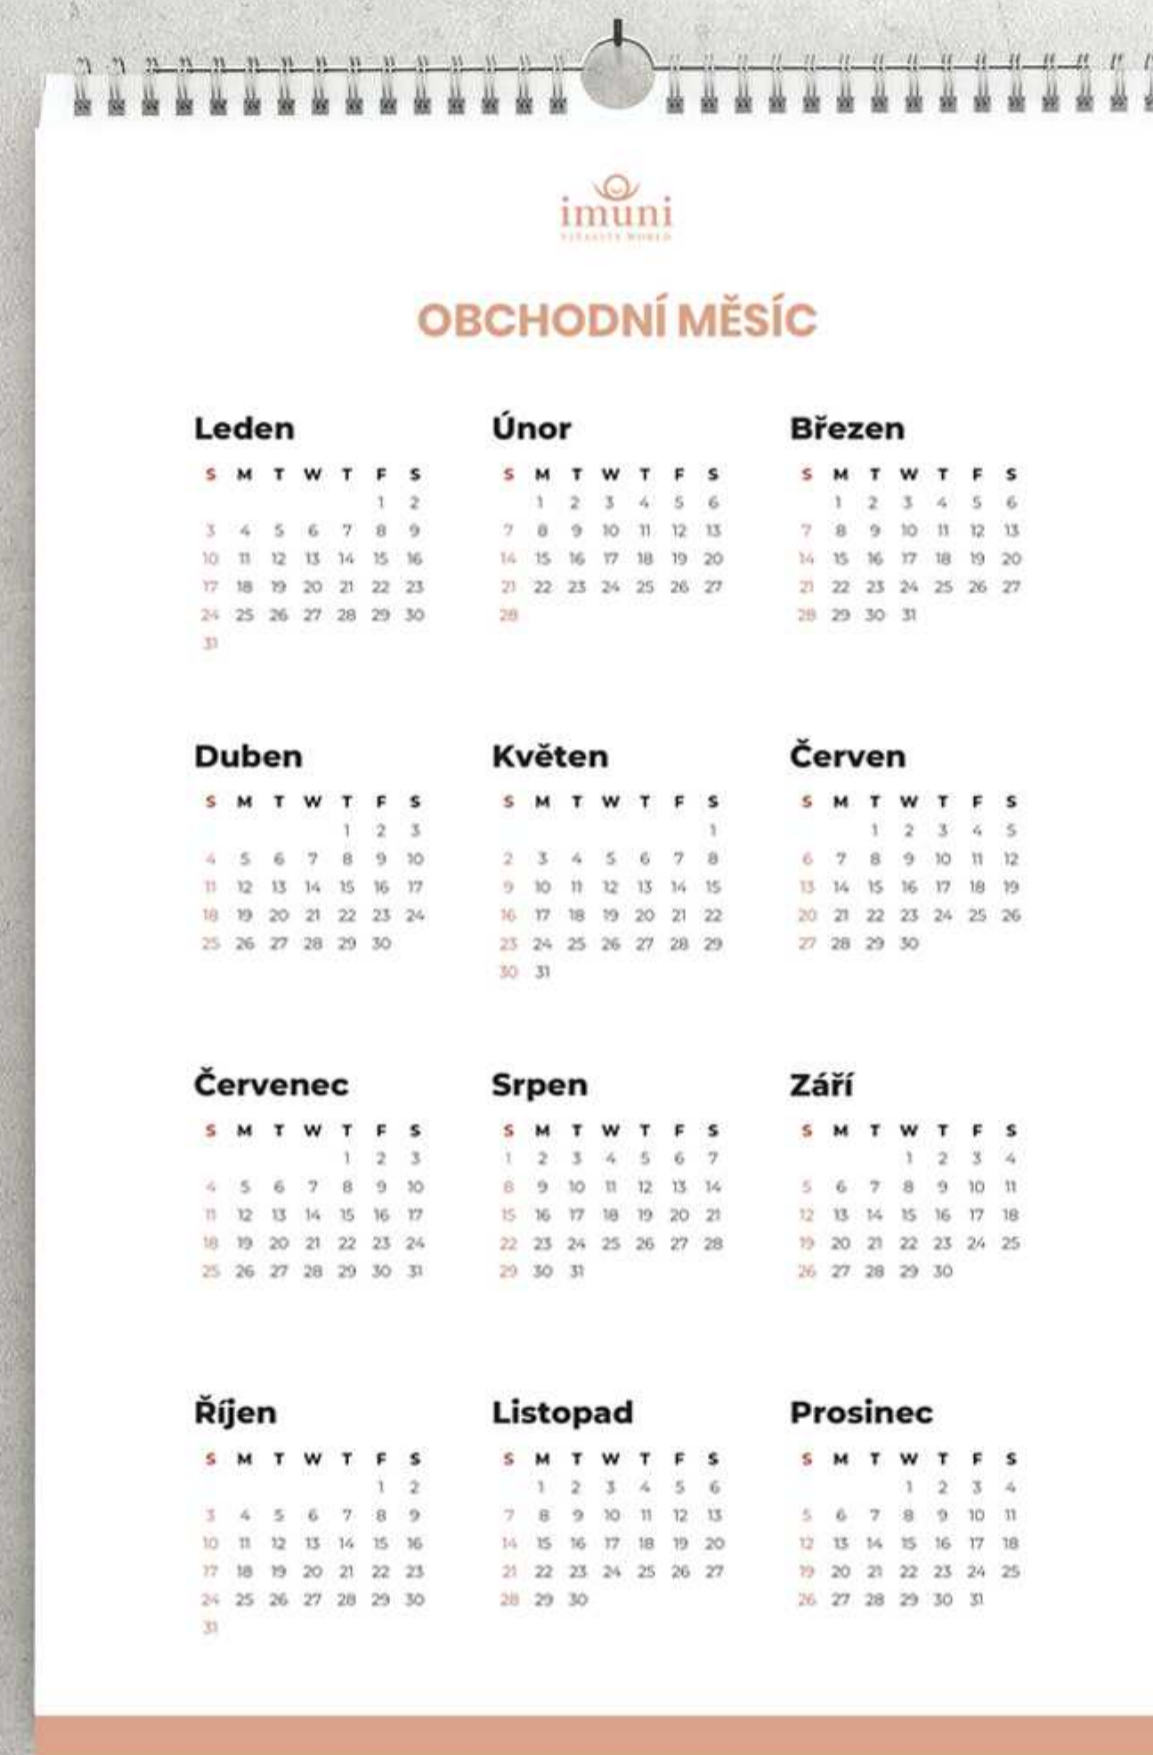 imuni
VITALITY WORLD
OBCHODNÍ MĚSÍC
Leden Únor Březen
S M T W T F S S M T W T F S S M T W T F S
1 2 1 2 3 4 5 6 1 2 3 4 5 6
3 4 5 6 7 8 9 7 8 9 10 11 12 13 7 8 9 10 11 12 13
10 11 12 13 14 15 16 14 15 16 17 18 19 20 14 15 16 17 18 19 20
17 18 19 20 21 22 23 21 22 23 24 25 26 27 21 22 23 24 25 26 27
24 25 26 27 28 29 30 28 28 29 30 31
31
Duben Květen Červen
S M T W T F S S M T W T F S S M T W T F S
1 2 3 1 1 2 3 4 5
4 5 6 7 8 9 10 2 3 4 5 6 7 8 6 7 8 9 10 11 12
11 12 13 14 15 16 17 9 10 11 12 13 14 15 13 14 15 16 17 18 19
18 19 20 21 22 23 24 16 17 18 19 20 21 22 20 21 22 23 24 25 26
25 26 27 28 29 30 23 24 25 26 27 28 29 27 28 29 30
30 31
Červenec Srpen Září
S M T W T F S S M T W T F S S M T W T F S
1 2 3 1 2 3 4 5 6 7 1 2 3 4
4 5 6 7 8 9 10 8 9 10 11 12 13 14 5 6 7 8 9 10 11
11 12 13 14 15 16 17 15 16 17 18 19 20 21 12 13 14 15 16 17 18
18 19 20 21 22 23 24 22 23 24 25 26 27 28 19 20 21 22 23 24 25
25 26 27 28 29 30 31 29 30 31 26 27 28 29 30
Říjen Listopad Prosinec
S M T W T F S S M T W T F S S M T W T F S
1 2 1 2 3 4 5 6 1 2 3 4
3 4 5 6 7 8 9 7 8 9 10 11 12 13 5 6 7 8 9 10 11
10 11 12 13 14 15 16 14 15 16 17 18 19 20 12 13 14 15 16 17 18
17 18 19 20 21 22 23 21 22 23 24 25 26 27 19 20 21 22 23 24 25
24 25 26 27 28 29 30 28 29 30 26 27 28 29 30 31
31